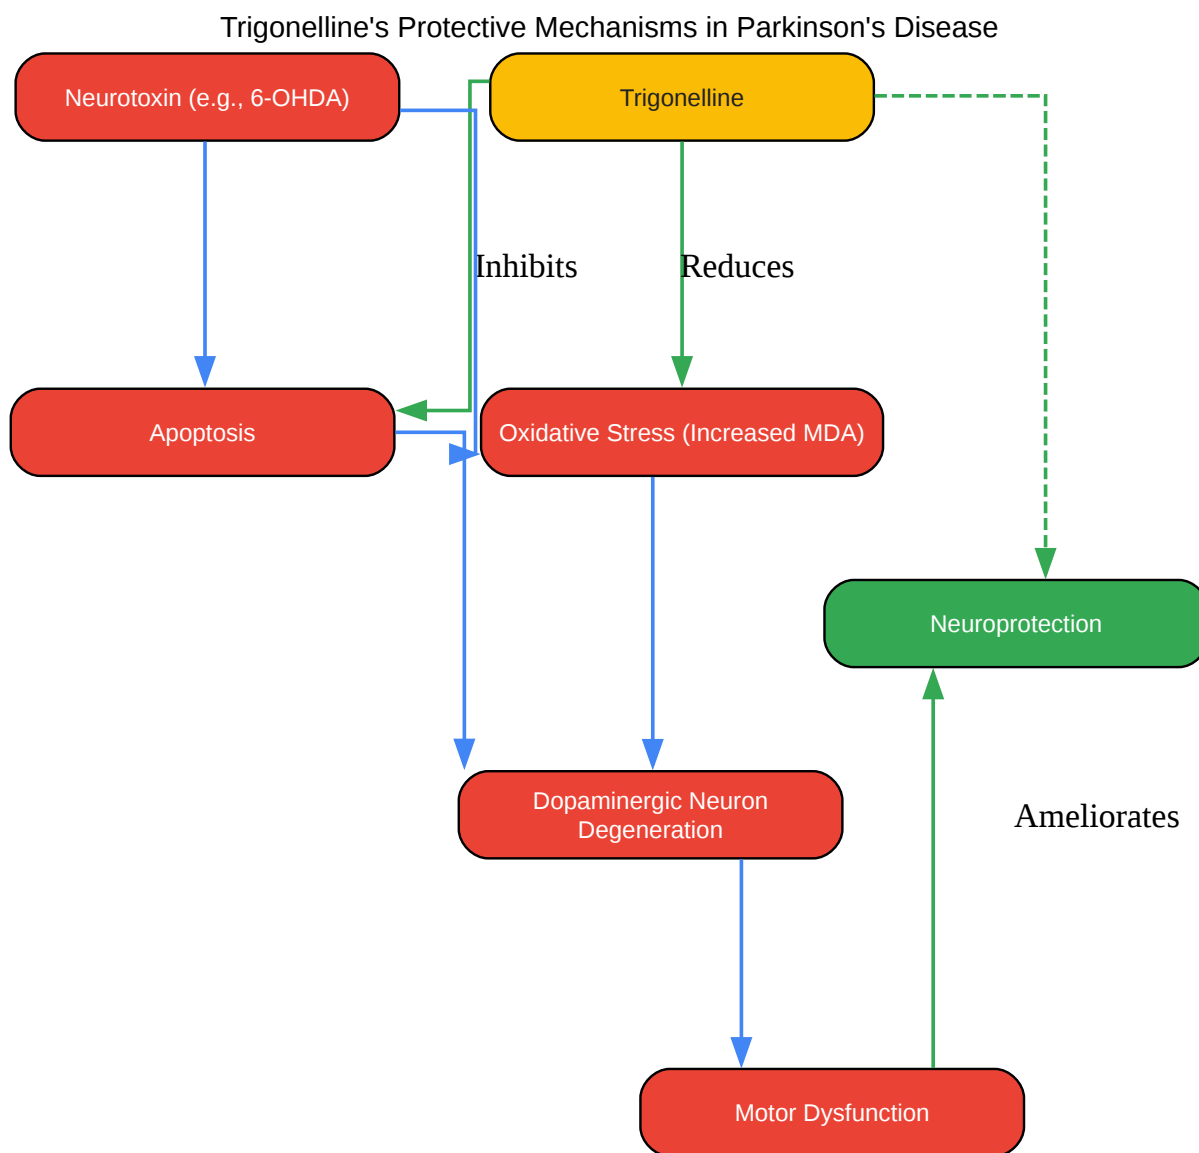 Trigonelline's Protective Mechanisms in Parkinson's Disease
Neurotoxin (e.g., 6-OHDA)
Trigonelline
Inhibits
Reduces
Apoptosis
Oxidative Stress (Increased MDA)
Neuroprotection
Dopaminergic Neuron
Degeneration
Ameliorates
Motor Dysfunction